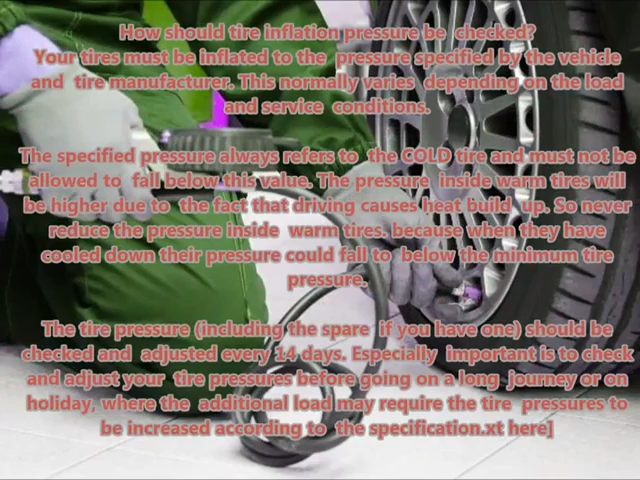 How should tire inflation pressure be checked?
Your tires must be inflated to the pressure specified by the vehicle
and tire manufacturer. This normally varies depending on the load
and service conditions.
The specified pressure always refers to the COLD tire and must not be
allowed to fall below this value. The pressure inside warm tires will
be higher due to the fact that driving causes heat build up. So never
reduce the pressure inside warm tires. because when they have
cooled down their pressure could fall to below the minimum tire
pressure.
The tire pressure (including the spare if you have one) should be
checked and adjusted every 14 days. Especially important is to check
and adjust your tire pressures before going on a long journey or on
holiday, where the additional load may require the tire pressures to
be increased according to the specification.xt here]